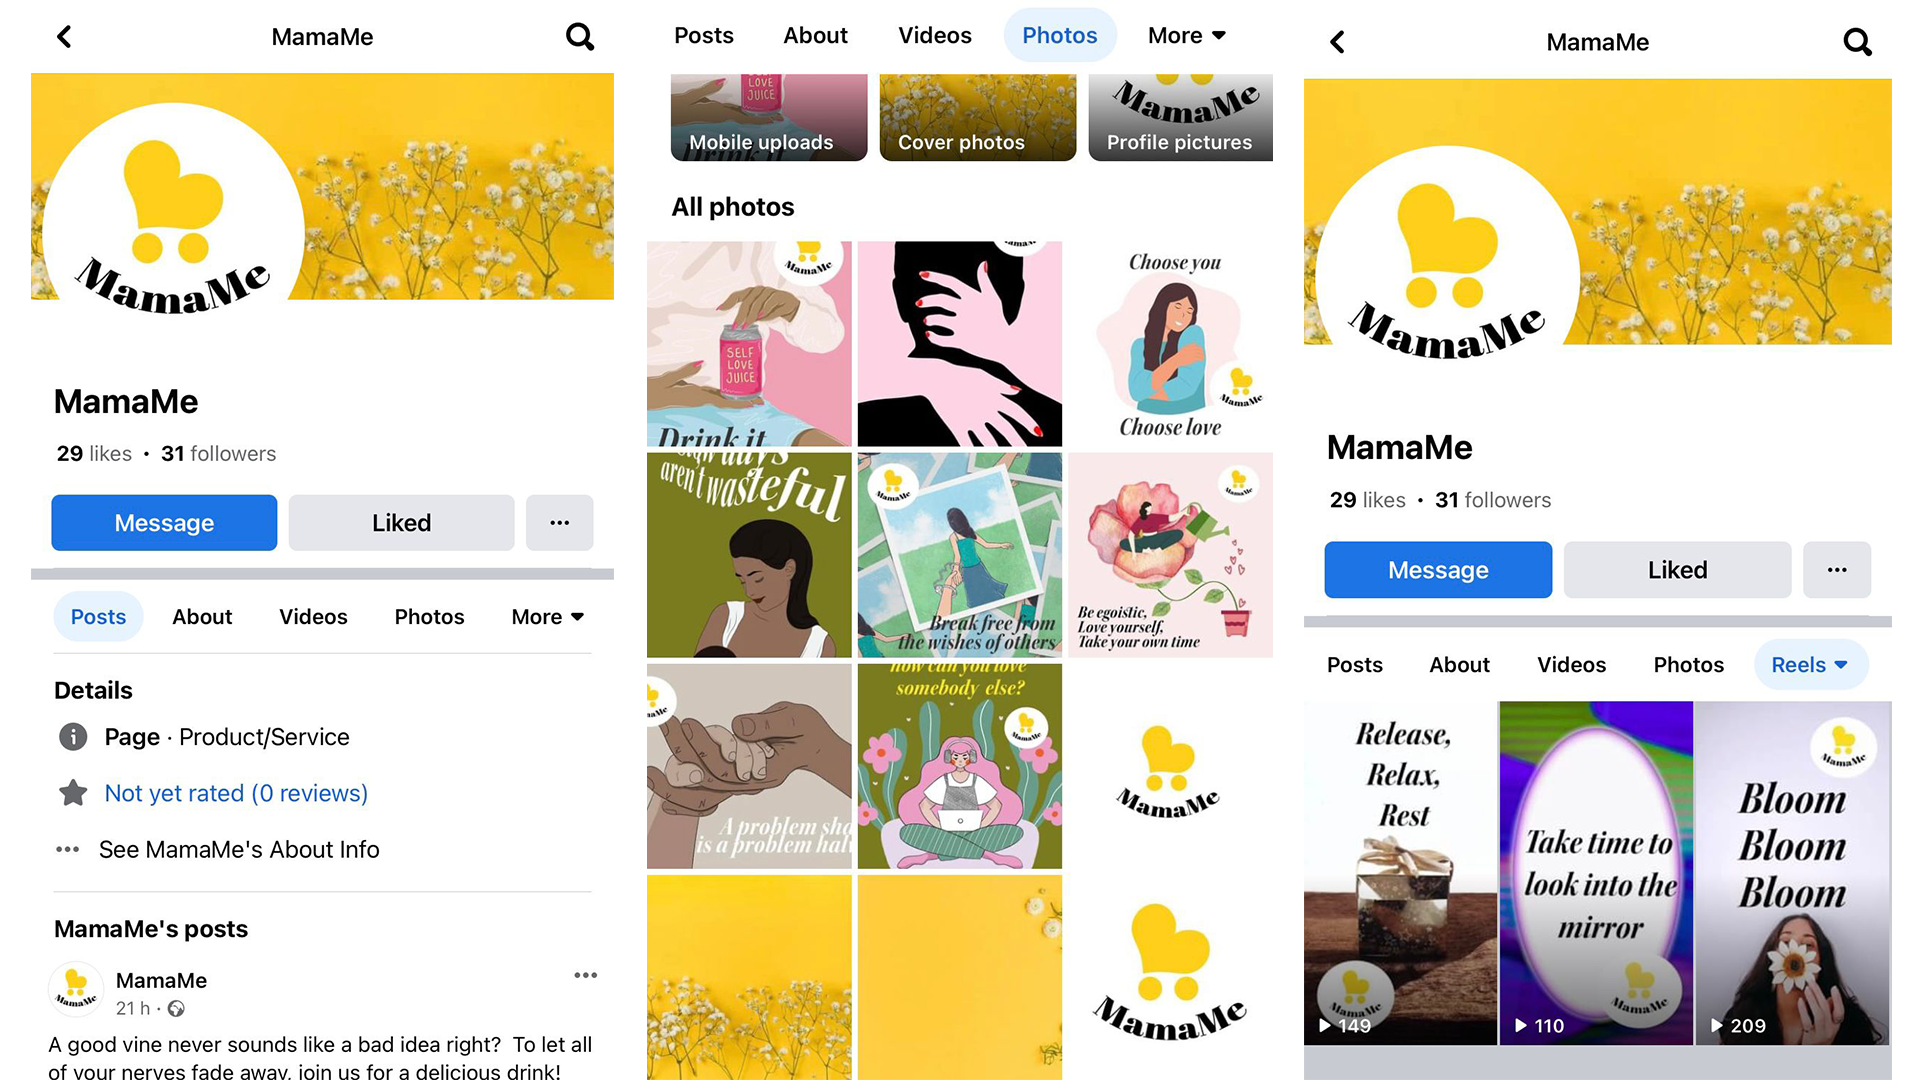 MamaMe
MamaMe
MamaMe
29 likes • 31 followers
Message
Liked
Posts
About
Videos
Photos
More
Details
Page · Product/Service
Not yet rated (0 reviews)
See MamaMe's About Info
MamaMe's posts
MamaMe
MamaMe
21 h ·
A good vine never sounds like a bad idea right?  To let all
of your nerves fade away, join us for a delicious drink!
Posts
About
Videos
Photos
More
LOVE
JUICE
Mobile uploads
Cover photos
MamaMe
Profile pictures
All photos
MamaMe
SELF
LOVE
JUICE
Drink it
Choose you
MamaMe
Choose love
days
aren't wasteful
MamaMe
Break free from
the wishes of others
MamaMe
Be egoistic,
Love yourself,
Take your own time
A problem sha
is a problem hal
how can you love
somebody else?
MamaMe
MamaMe
MamaMe
MamaMe
MamaMe
MamaMe
29 likes • 31 followers
Message
Liked
Posts
About
Videos
Photos
Reels
Release,
Relax,
Rest
MamaMe
149
Take time to
look into the
mirror
MamaMe
110
MamaMe
Bloom
Bloom
Bloom
209